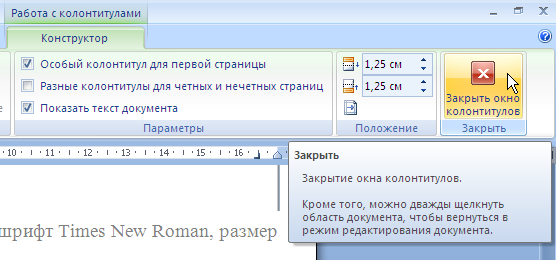 Работа с колонтитулами
Конструктор
Особый колонтитул для первой страницы
Разные колонтитулы для четных и нечетных страниц
Показать текст документа
Параметры
1,25 см
1,25 см
Положение
Закрыть окно
колонтитулов
Закрыть
10 11 12 13 14 15 16
Закрыть
Закрытие окна колонтитулов.
Кроме того, можно дважды щелкнуть
область документа, чтобы вернуться в
режим редактирования документа.
шрифт Times New Roman, размер